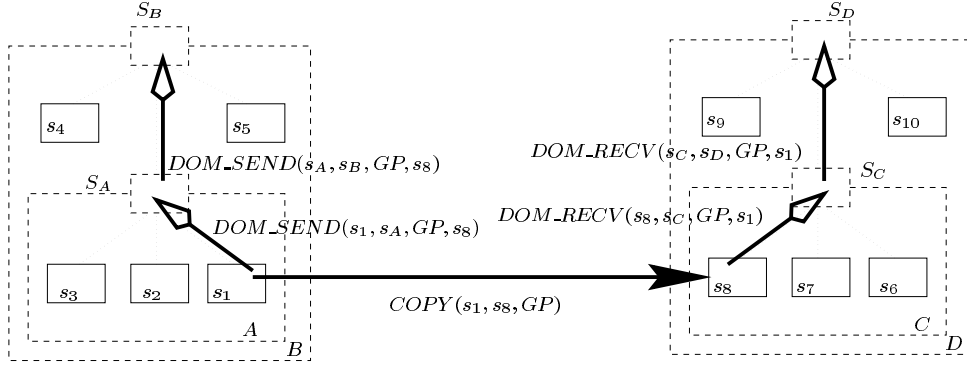 S_B
S_D
s_4
s_5
s_9
s_10
DOM_RECV(s_C, s_D, GP, s_1)
DOM_SEND(s_A, s_B, GP, s_8)
S_A
S_C
DOM_SEND(s_1, s_A, GP, s_8)
DOM_RECV(s_8, s_C, GP, s_1)
s_3
s_2
s_1
s_8
s_7
s_6
COPY(s_1, s_8, GP)
A
B
C
D